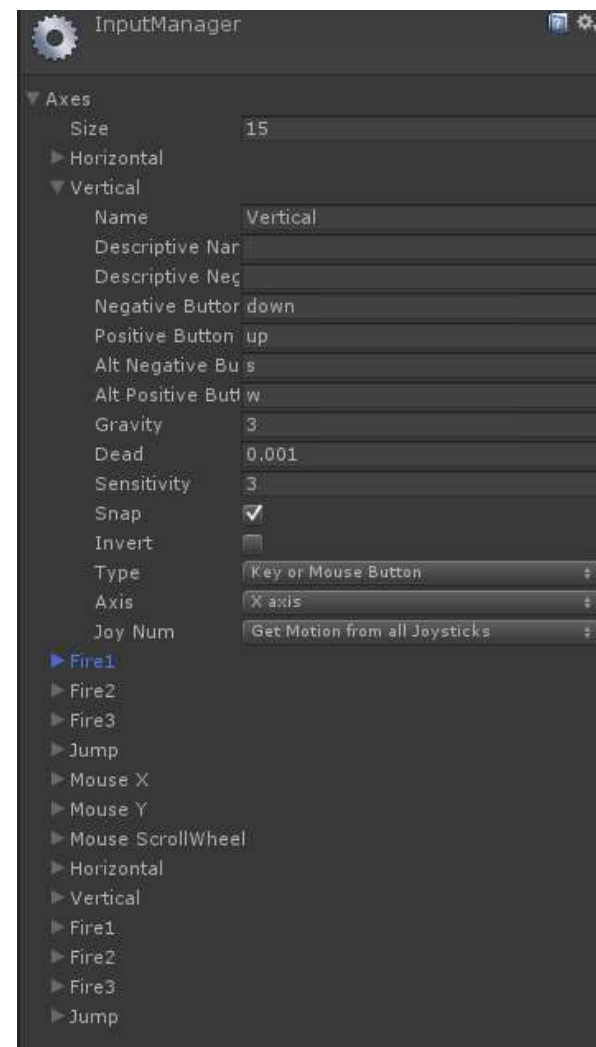 InputManager
Axes
Size 15
Horizontal
Vertical
Name Vertical
Descriptive Nar
Descriptive Neg
Negative Buttor down
Positive Button up
Alt Negative Bu s
Alt Positive Butt w
Gravity 3
Dead 0.001
Sensitivity 3
Snap
Invert
Type Key or Mouse Button
Axis X axis
Joy Num Get Motion from all Joysticks
Fire1
Fire2
Fire3
Jump
Mouse X
Mouse Y
Mouse ScrollWheel
Horizontal
Vertical
Fire1
Fire2
Fire3
Jump